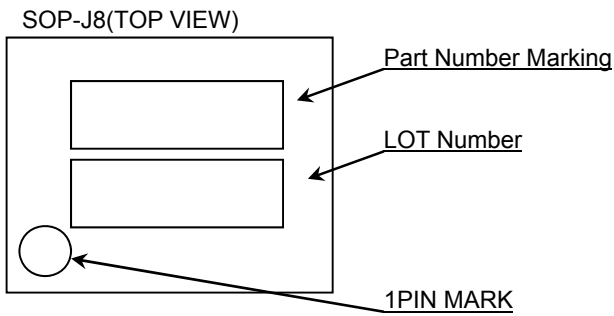 SOP-J8(TOP VIEW)
Part Number Marking
LOT Number
1PIN MARK